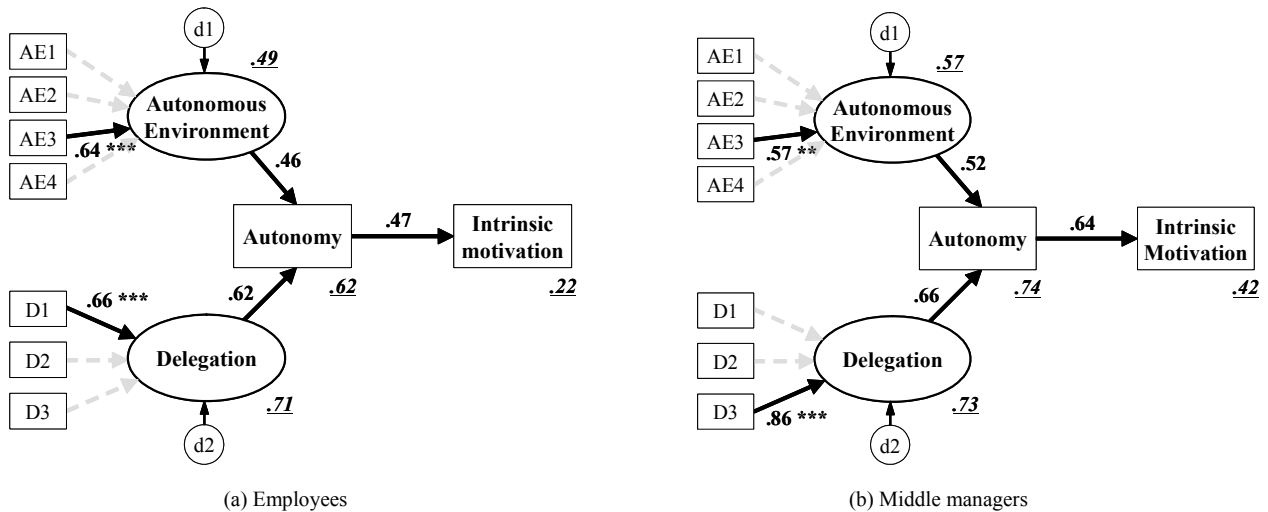 d1
AE1
AE2
AE3
AE4
.49
Autonomous
Environment
.64 ***
.46
Autonomy
.62
.47
Intrinsic
motivation
.22
D1
D2
D3
.66 ***
.62
Delegation
.71
d2
(a) Employees
d1
AE1
AE2
AE3
AE4
.57
Autonomous
Environment
.57 **
.52
Autonomy
.74
.64
Intrinsic
Motivation
.42
D1
D2
D3
.66
Delegation
.86 ***
.73
d2
(b) Middle managers